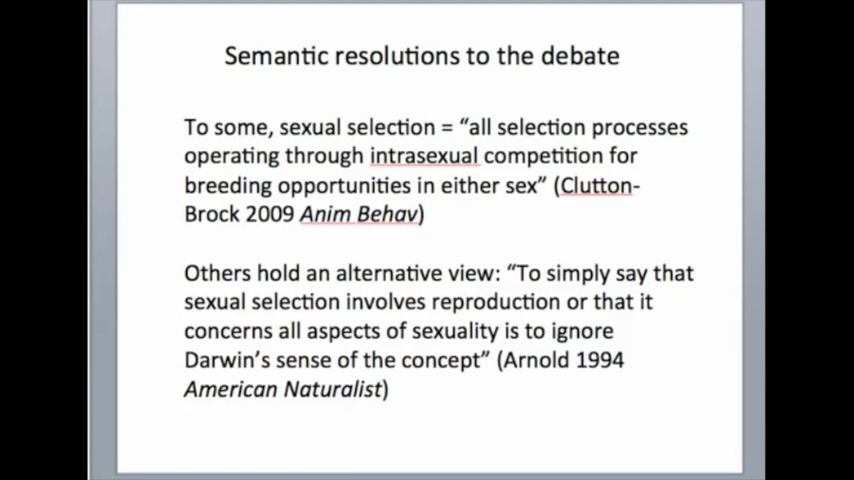 Semantic resolutions to the debate
To some, sexual selection = “all selection processes
operating through intrasexual competition for
breeding opportunities in either sex” (Clutton-
Brock 2009 Anim Behav)
Others hold an alternative view: “To simply say that
sexual selection involves reproduction or that it
concerns all aspects of sexuality is to ignore
Darwin’s sense of the concept” (Arnold 1994
American Naturalist)